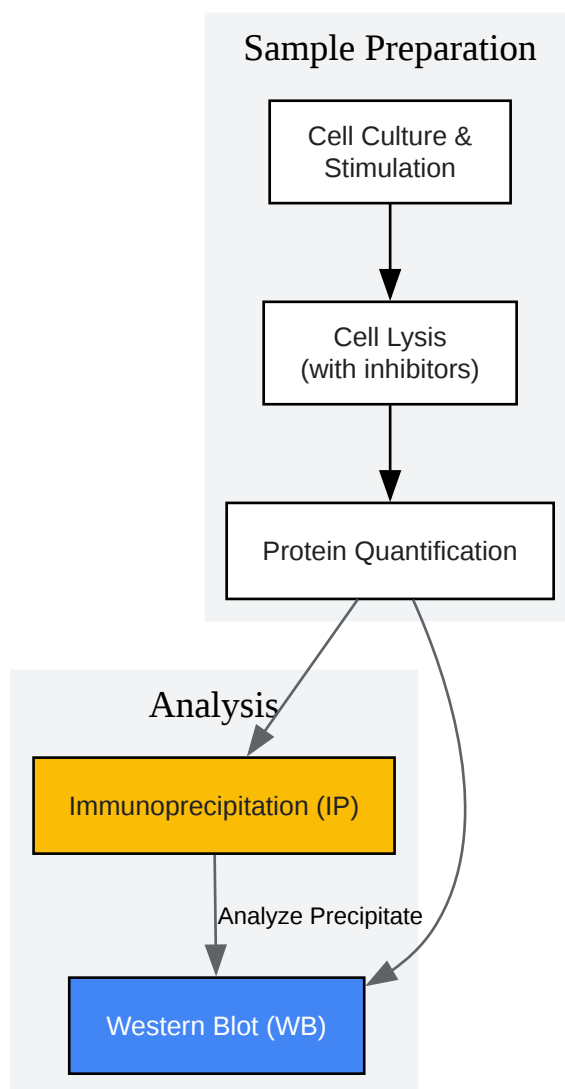 Sample Preparation
Cell Culture &
Stimulation
Cell Lysis
(with inhibitors)
Protein Quantification
Analysis
Immunoprecipitation (IP)
Analyze Precipitate
Western Blot (WB)